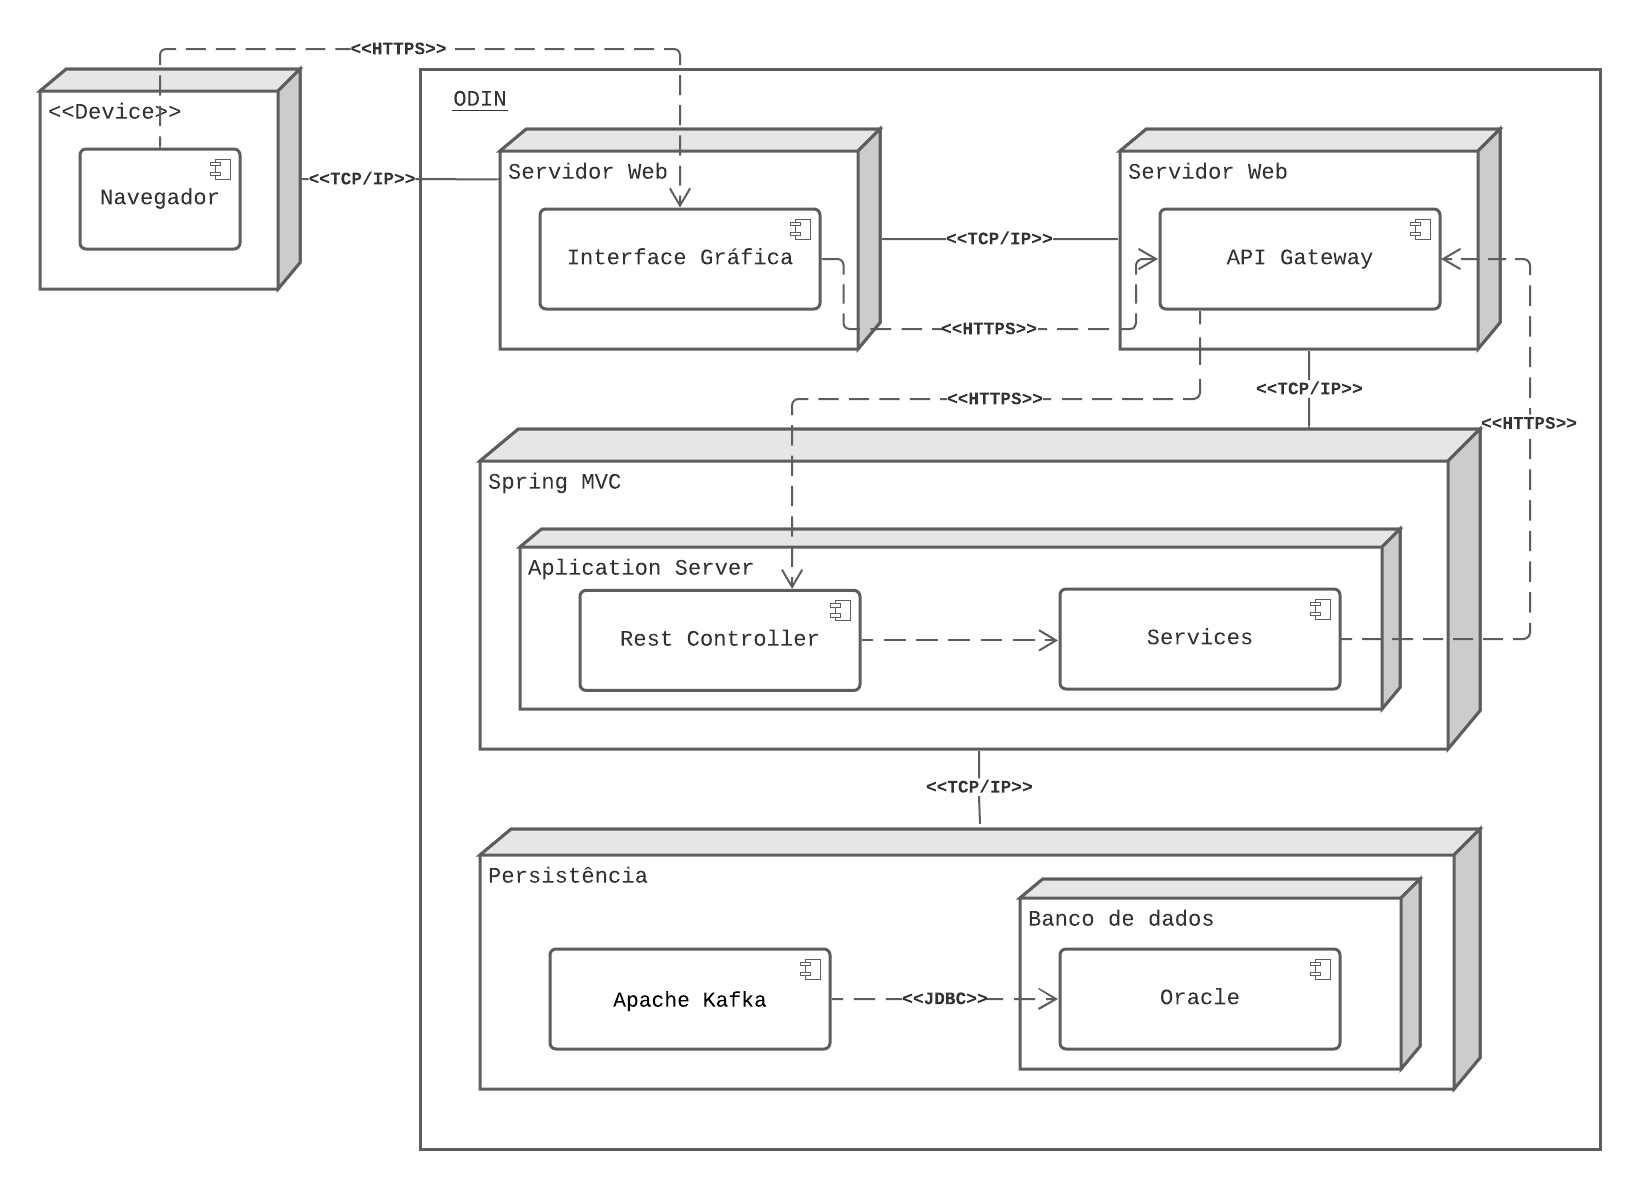 <<HTTPS>>
ODIN
<<Device>>
Navegador
<<TCP/IP>>
Servidor Web
Interface Gráfica
<<TCP/IP>>
Servidor Web
API Gateway
<<HTTPS>>
<<TCP/IP>>
<<HTTPS>>
<<HTTPS>>
Spring MVC
Aplication Server
Rest Controller
Services
<<TCP/IP>>
Persistência
Banco de dados
Apache Kafka
<<JDBC>>
Oracle